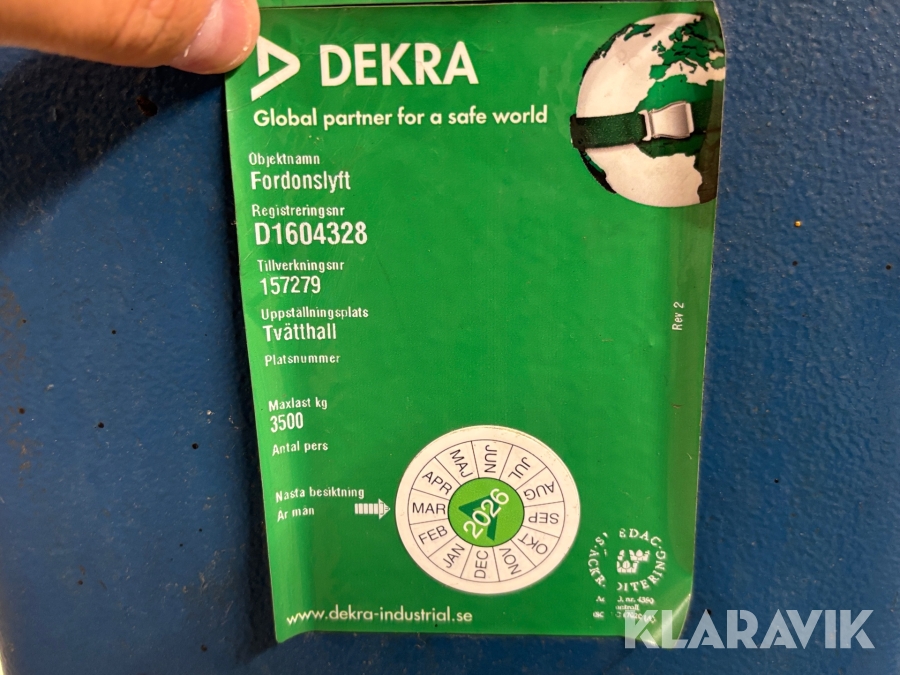 DEKRA
Global partner for a safe world
Objektnamn
Fordonslyft
Registreringsnr
D1604328
Tillverkningsnr
157279
Uppställningsplats
Tvätthall
Platsnummer
Rev 2
Maxlast kg
3500
Antal pers
Nästa besiktning
År mån
JAN
FEB
MAR
APR
MAJ
JUN
JUL
AUG
SEP
OKT
NOV
DEC
2026
www.dekra-industrial.se
KLARAVIK